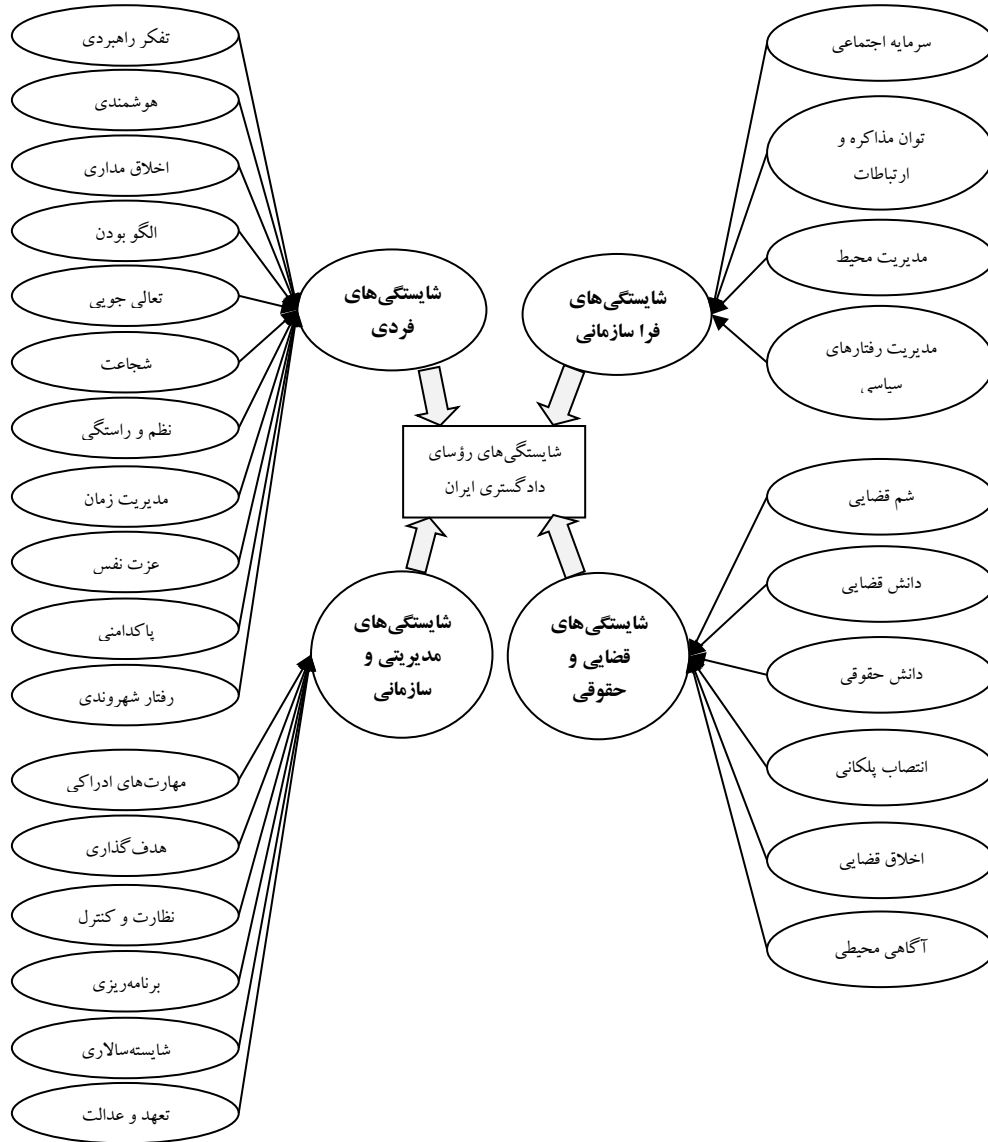 سرمایه اجتماعی
توان مذاکره و
ارتباطات
مدیریت محیط
مدیریت رفتارهای
سیاسی
شایستگی‌های
فرا سازمانی
تفکر راهبردی
هوشمندی
اخلاق مداری
الگو بودن
تعالی جویی
شجاعت
نظم و راستگی
مدیریت زمان
عزت نفس
پاکدامنی
رفتار شهروندی
شایستگی‌های
فردی
شایستگی‌های رؤسای
دادگستری ایران
شم قضایی
دانش قضایی
دانش حقوقی
انتصاب پلکانی
اخلاق قضایی
آگاهی محیطی
شایستگی‌های
قضایی و
حقوقی
شایستگی‌های
مدیریتی و
سازمانی
مهارت‌های ادراکی
هدف‌گذاری
نظارت و کنترل
برنامه‌ریزی
شایسته‌سالاری
تعهد و عدالت